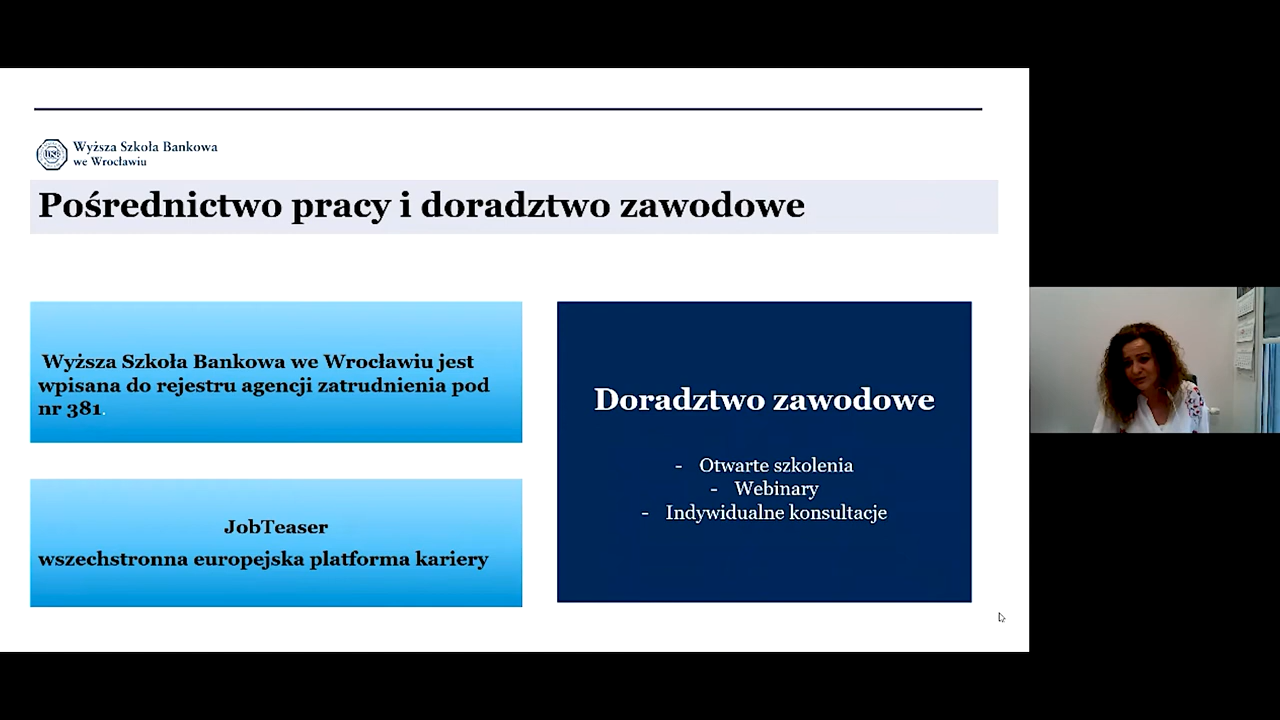 Wyższa Szkoła Bankowa
we Wrocławiu
Pośrednictwo pracy i doradztwo zawodowe
Wyższa Szkoła Bankowa we Wrocławiu jest
wpisana do rejestru agencji zatrudnienia pod
nr 381.
JobTeaser
wszechstronna europejska platforma kariery
Doradztwo zawodowe
- Otwarte szkolenia
- Webinary
- Indywidualne konsultacje